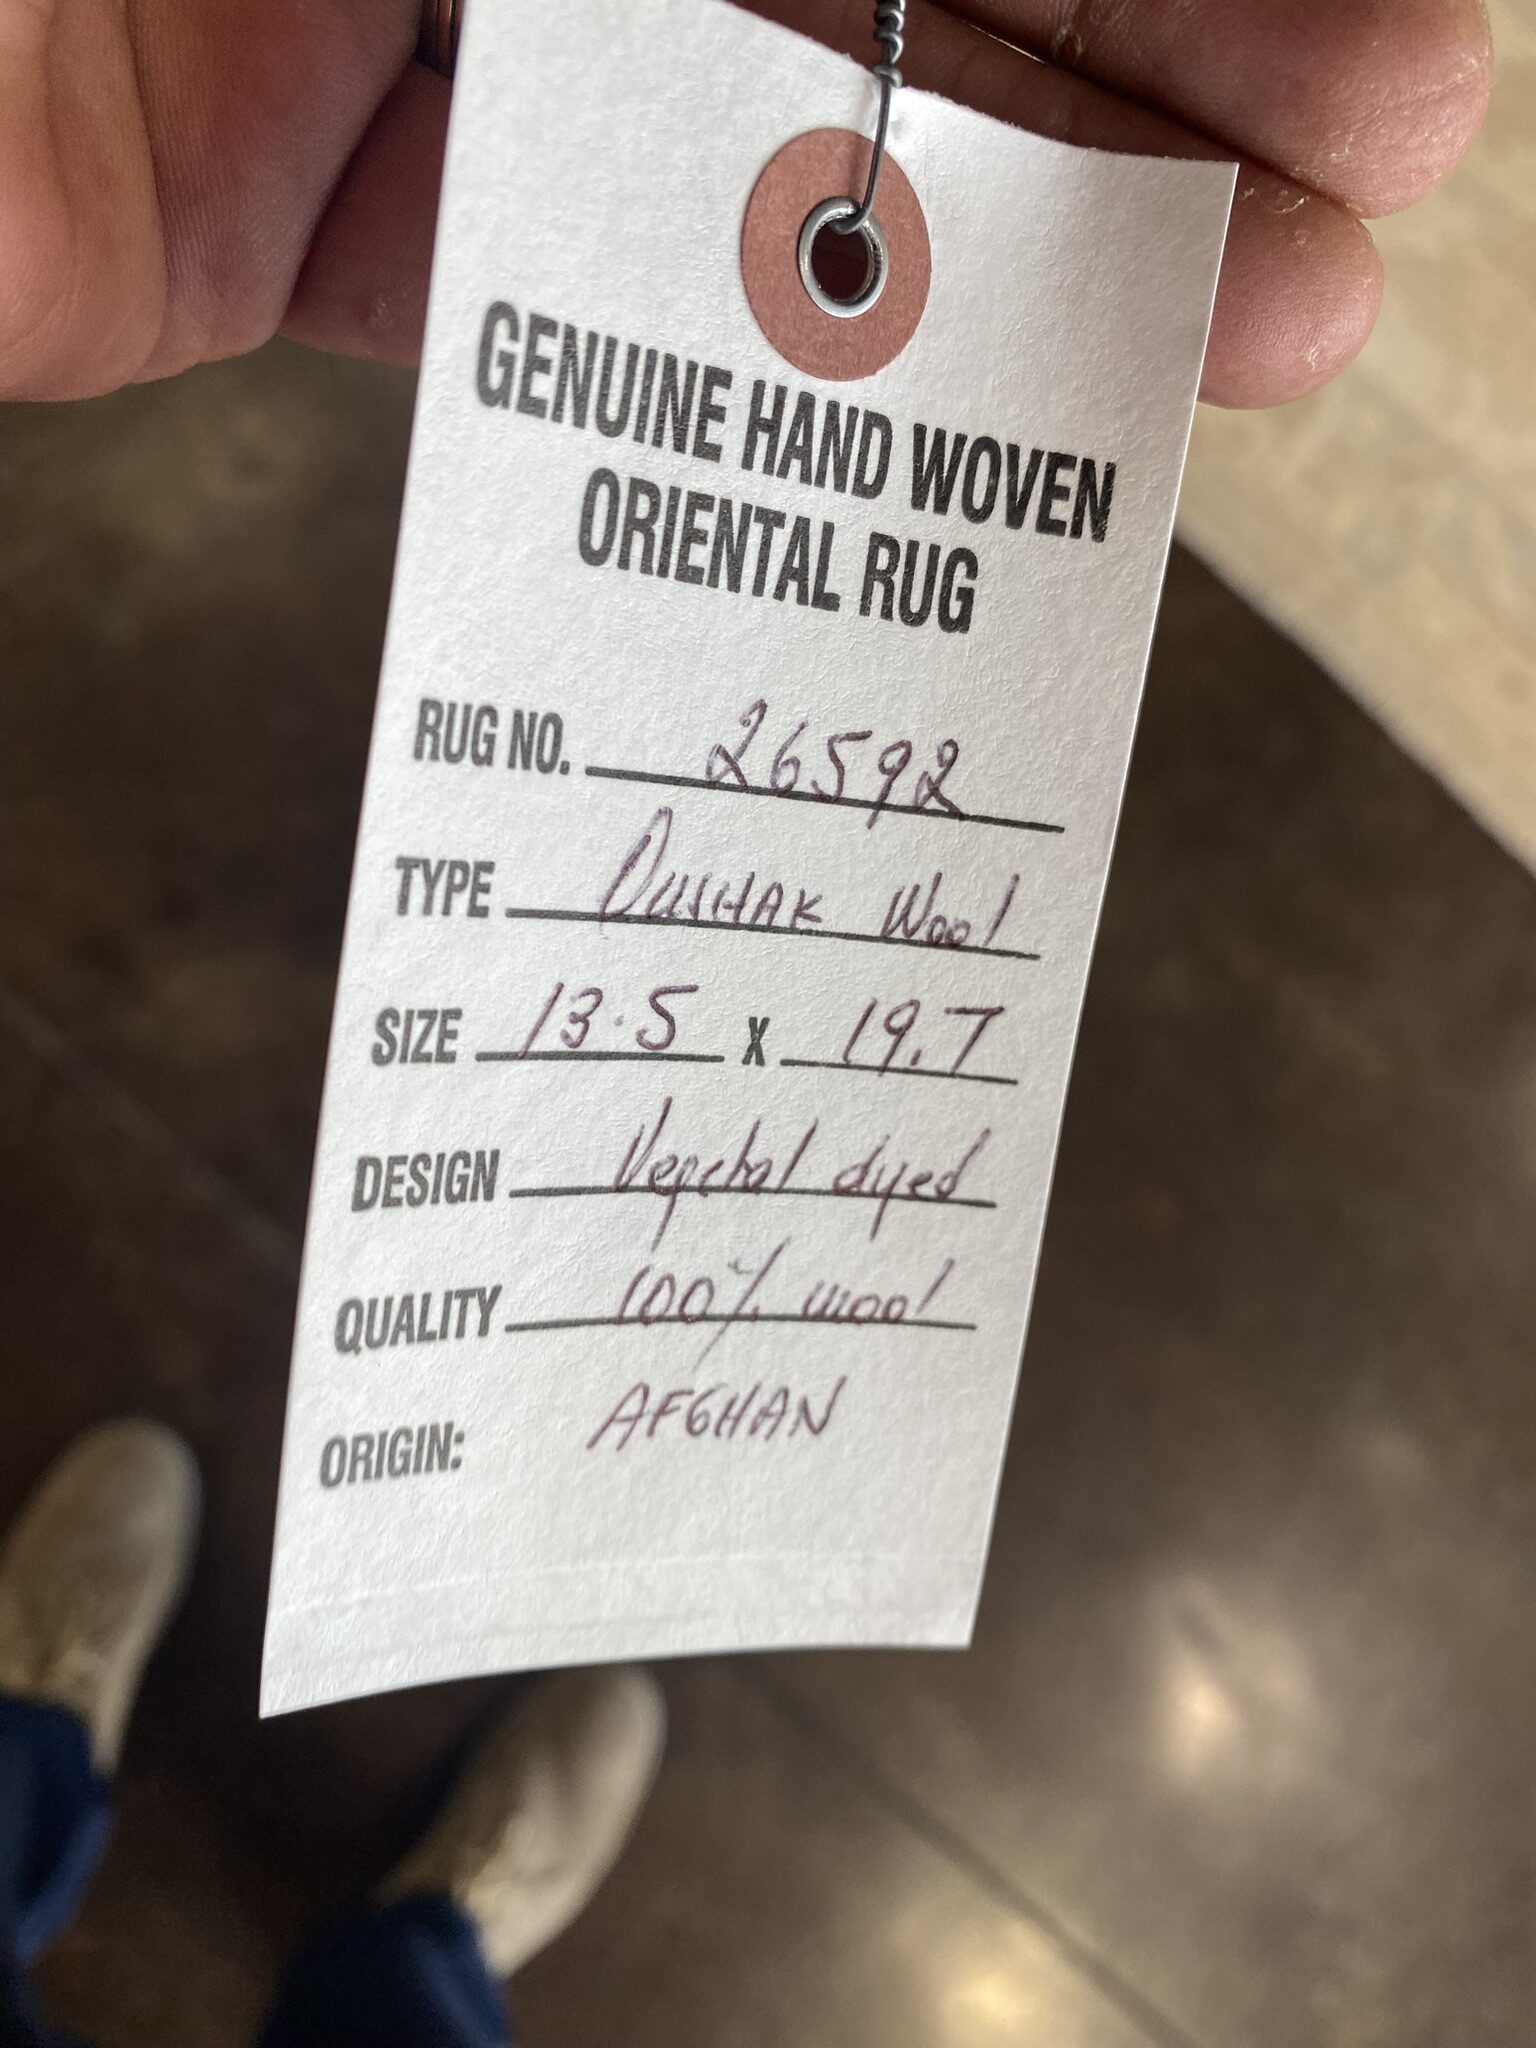 GENUINE HAND WOVEN
ORIENTAL RUG
RUG NO. 26592
TYPE OUSHAK Wool
SIZE 13.5 X 19.7
DESIGN Vegetal dyed
QUALITY 100% wool
ORIGIN: AFGHAN